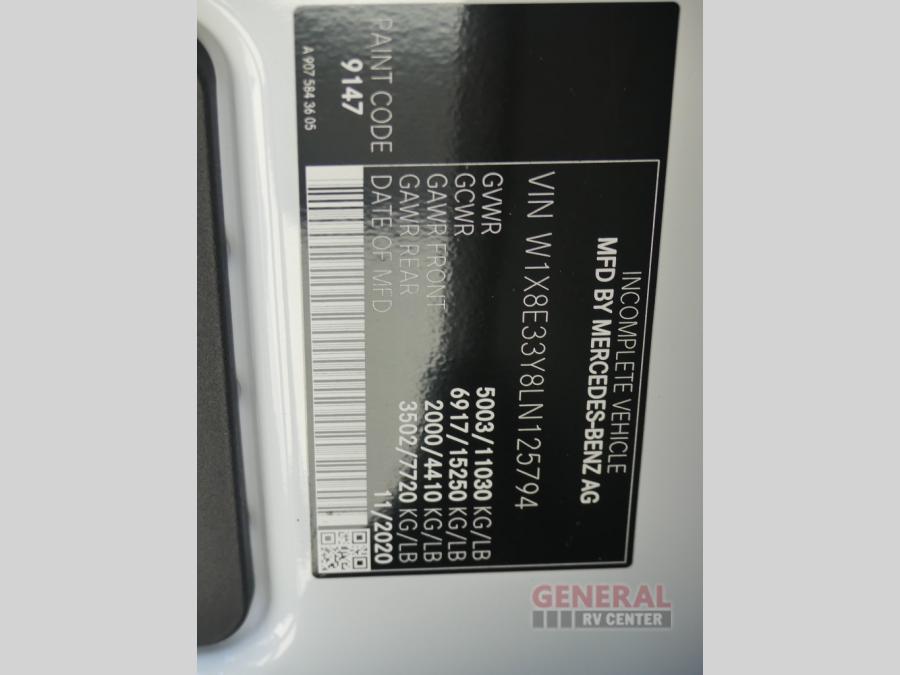 INCOMPLETE VEHICLE
MFD BY MERCEDES-BENZ AG
VIN W1X8E33Y8LN125794
GVWR 5003/11030 KG/LB
GCWR 6917/15250 KG/LB
GAWR FRONT 2000/4410 KG/LB
GAWR REAR 3502/7720 KG/LB
DATE OF MFD 11/2020
PAINT CODE
9147
A 907 584 36 05
GENERAL
RV CENTER